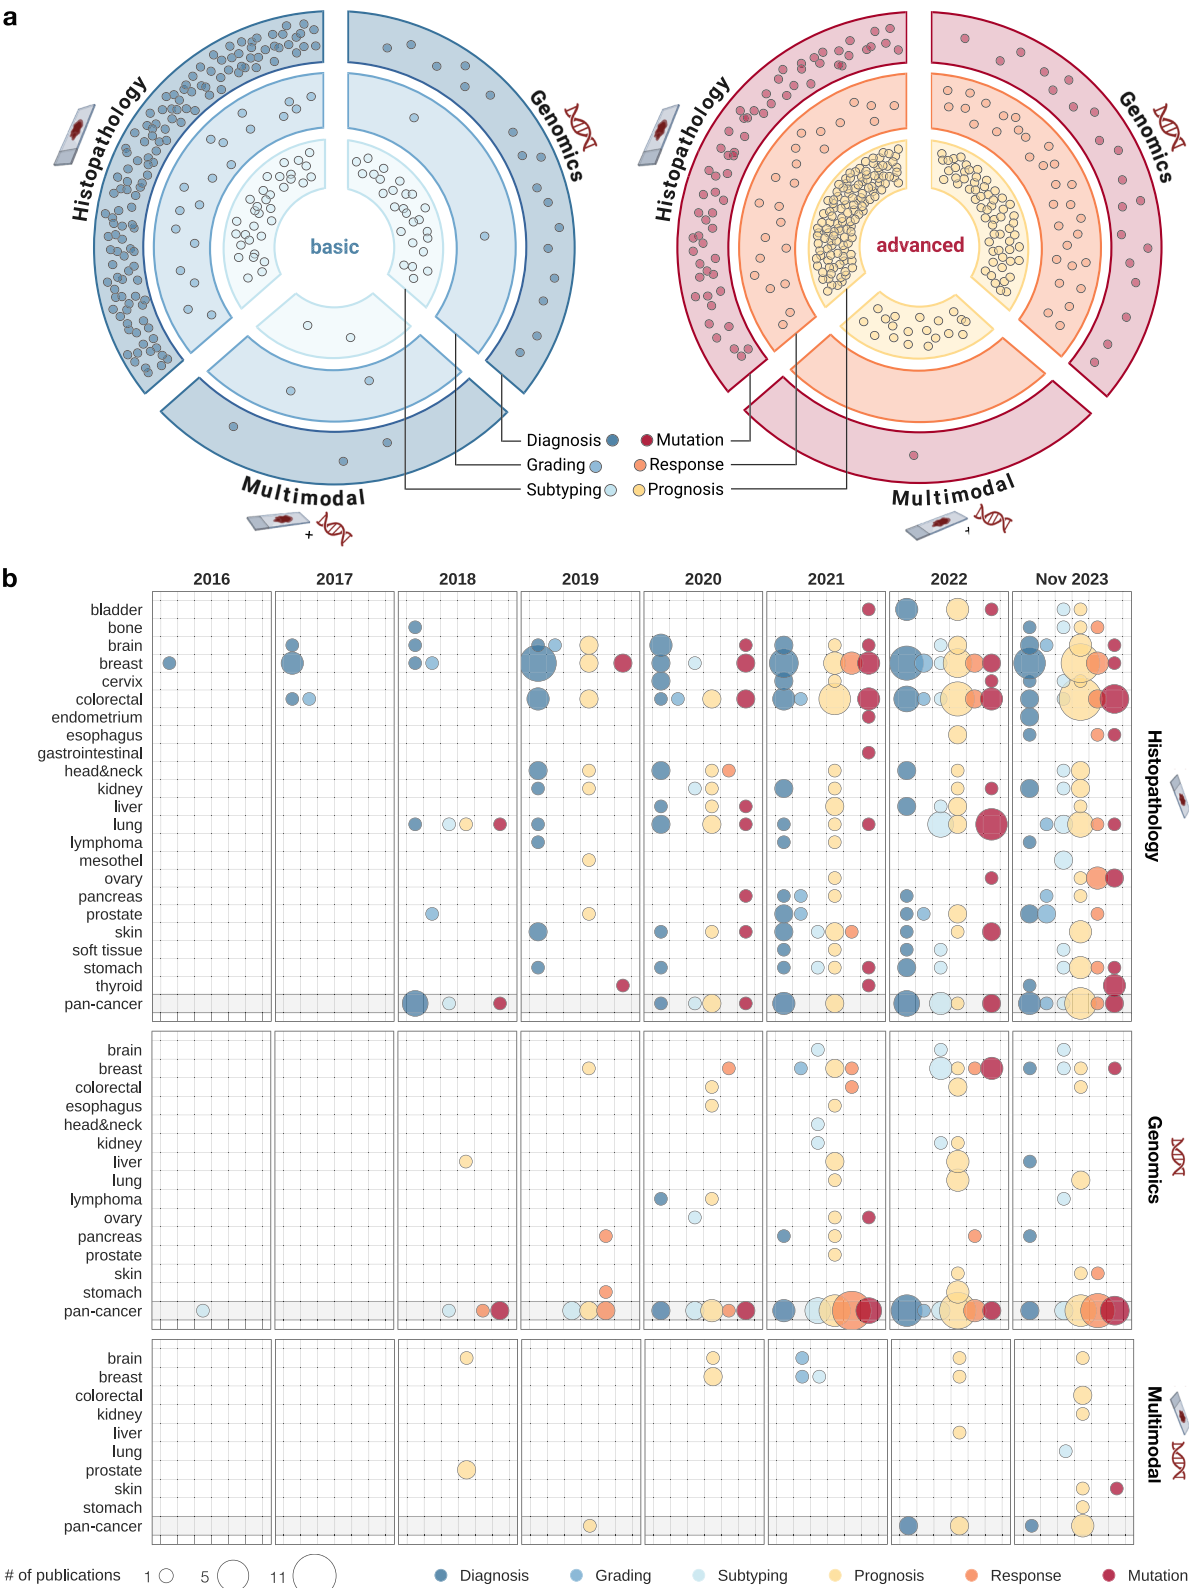 a
Histopathology
Genomics
Multimodal
+
basic
Histopathology
Genomics
Multimodal
+
advanced
Diagnosis
Mutation
Grading
Response
Subtyping
Prognosis
b
2016 2017 2018 2019 2020 2021 2022 Nov 2023
bladder
bone
brain
breast
cervix
colorectal
endometrium
esophagus
gastrointestinal
head&neck
kidney
liver
lung
lymphoma
mesothel
ovary
pancreas
prostate
skin
soft tissue
stomach
thyroid
pan-cancer
Histopathology
brain
breast
colorectal
esophagus
head&neck
kidney
liver
lung
lymphoma
ovary
pancreas
prostate
skin
stomach
pan-cancer
Genomics
brain
breast
colorectal
kidney
liver
lung
prostate
skin
stomach
pan-cancer
Multimodal
# of publications 1 5 11 Diagnosis Grading Subtyping Prognosis Response Mutation